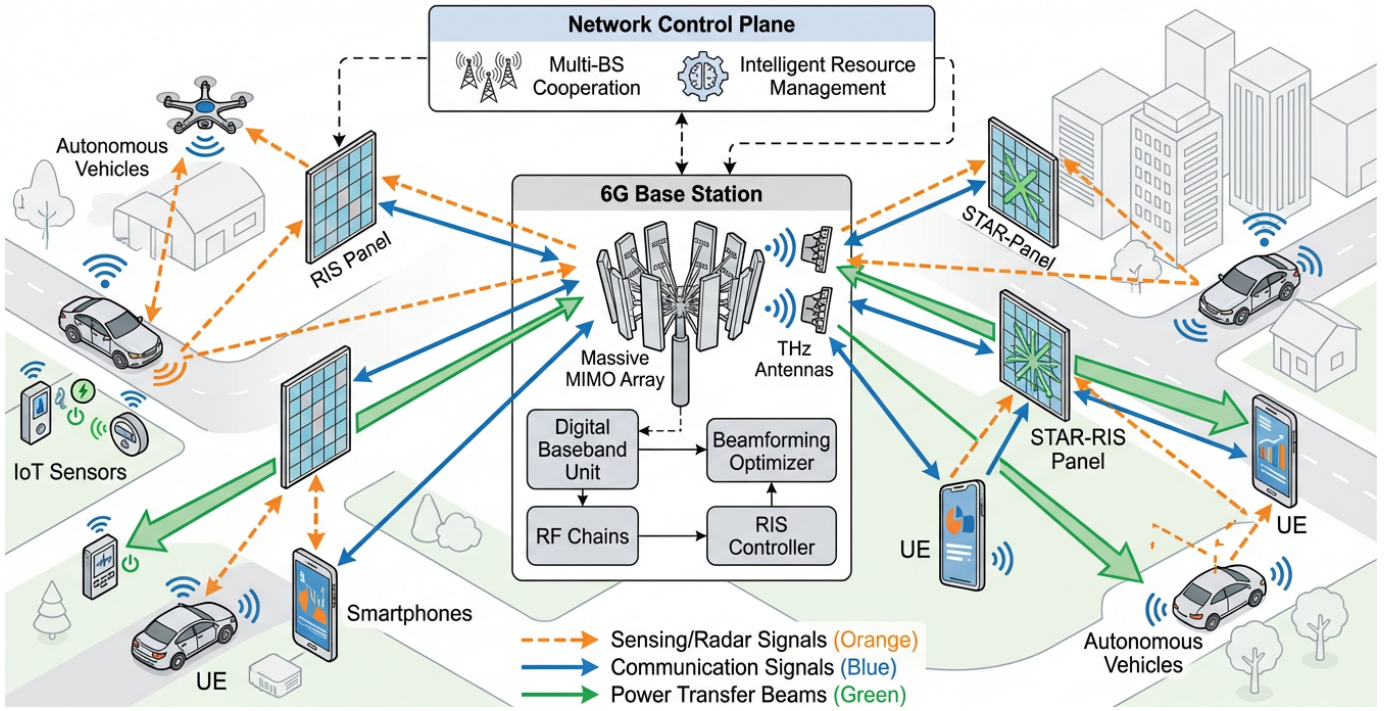 Network Control Plane
Multi-BS
Cooperation
Intelligent Resource
Management
Autonomous
Vehicles
RIS Panel
6G Base Station
STAR-Panel
Massive
MIMO Array
THz
Antennas
IoT Sensors
STAR-RIS
Panel
Digital
Baseband
Unit
Beamforming
Optimizer
RF Chains
RIS
Controller
UE
UE
Smartphones
UE
Autonomous
Vehicles
Sensing/Radar Signals (Orange)
Communication Signals (Blue)
Power Transfer Beams (Green)